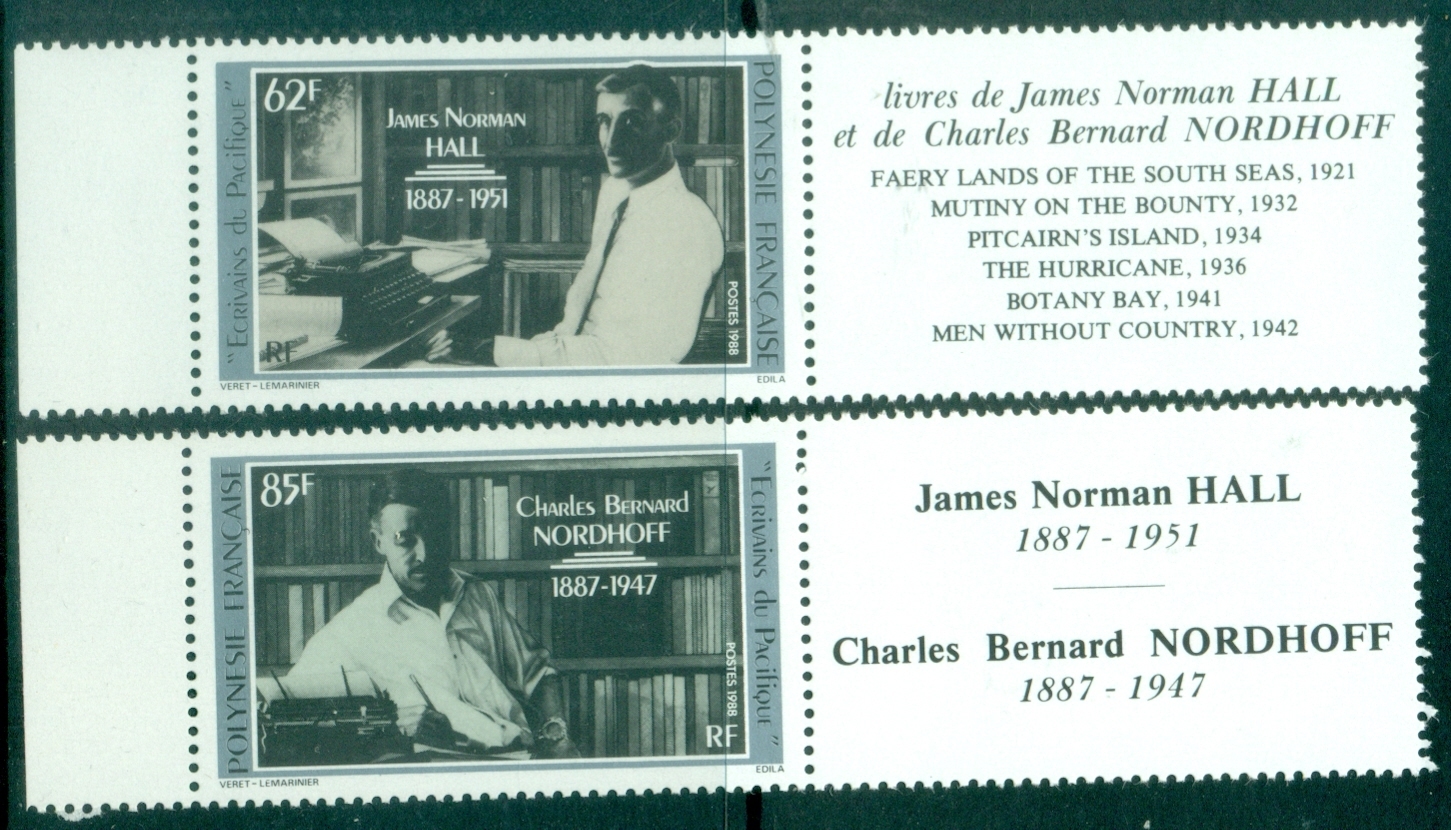 62F
James Norman
HALL
1887 - 1951
"Ecrivains du Pacifique"
POLYNESIE FRANÇAISE
POSTES 1988
RF
VERET - LEMARINIER
EDILA
livres de James Norman HALL
et de Charles Bernard NORDHOFF
FAERY LANDS OF THE SOUTH SEAS, 1921
MUTINY ON THE BOUNTY, 1932
PITCAIRN'S ISLAND, 1934
THE HURRICANE, 1936
BOTANY BAY, 1941
MEN WITHOUT COUNTRY, 1942
85F
Charles Bernard
NORDHOFF
1887-1947
POLYNESIE FRANÇAISE
"Ecrivains du Pacifique"
POSTES 1988
RF
VERET - LEMARINIER
EDILA
James Norman HALL
1887 - 1951
Charles Bernard NORDHOFF
1887 - 1947